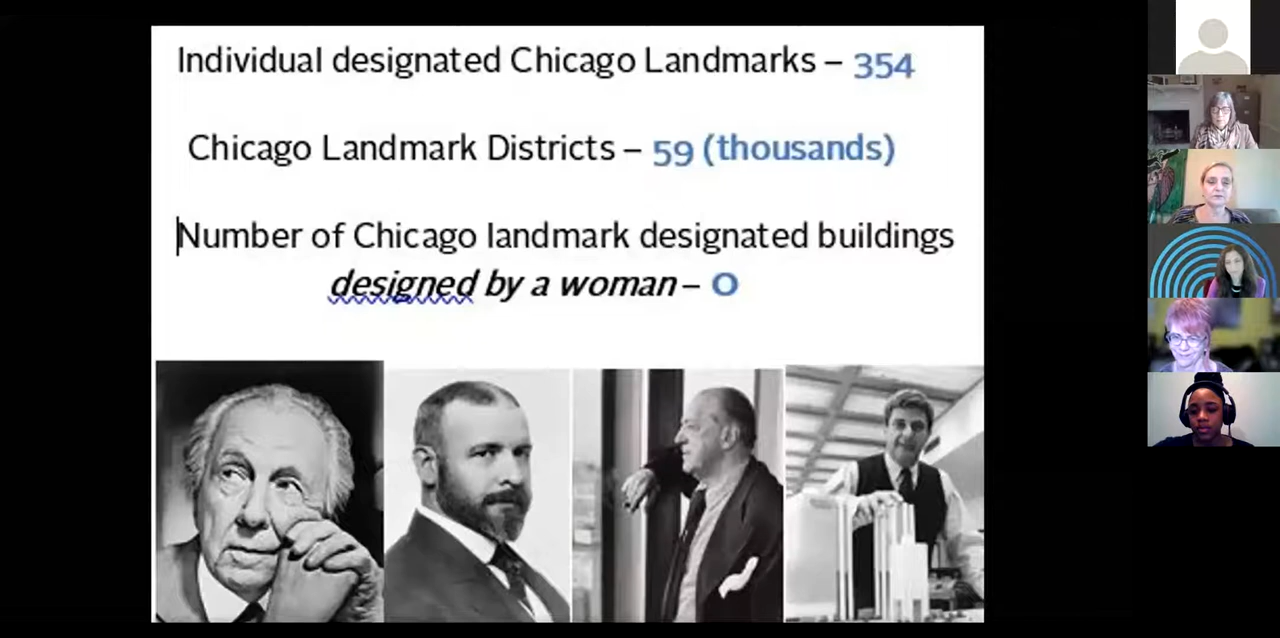 Individual designated Chicago Landmarks – 354
Chicago Landmark Districts – 59 (thousands)
Number of Chicago landmark designated buildings
designed by a woman – 0